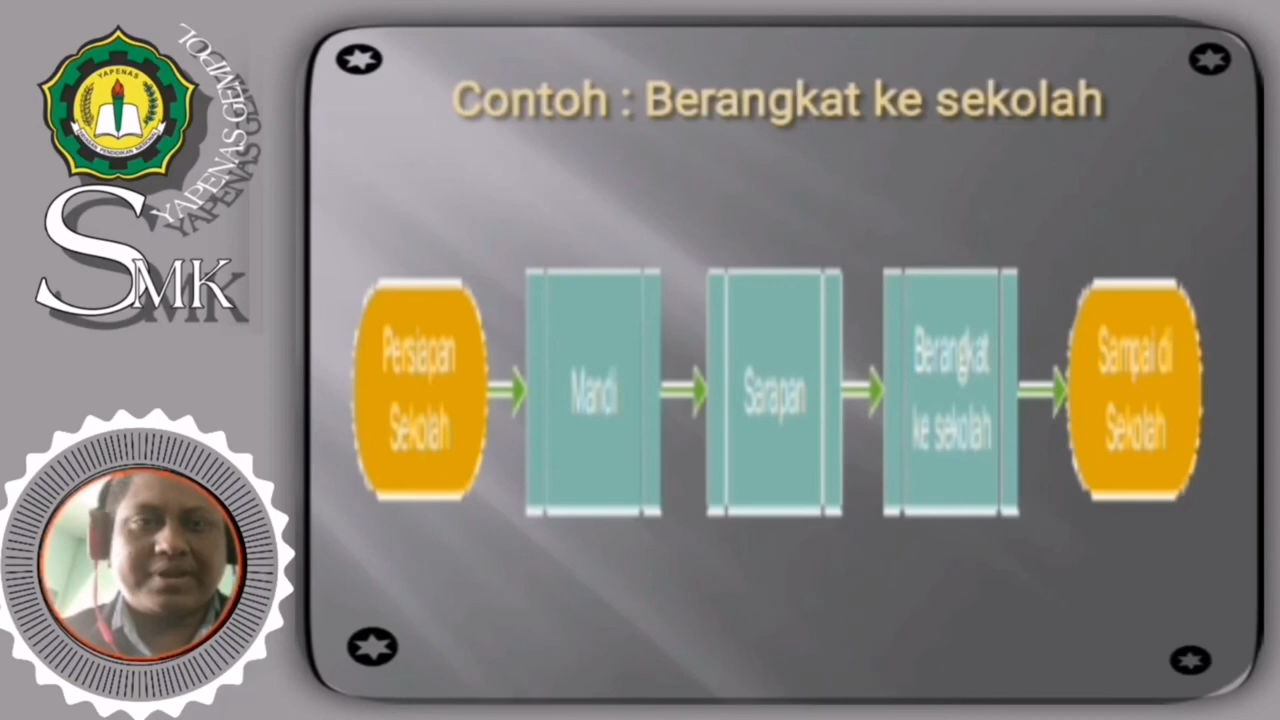 YAPENAS
YAPENAS GEMPOL
SMK
Contoh : Berangkat ke sekolah
Persiapan
Sekolah
Mandi
Sarapan
Berangkat
ke sekolah
Sampai di
Sekolah